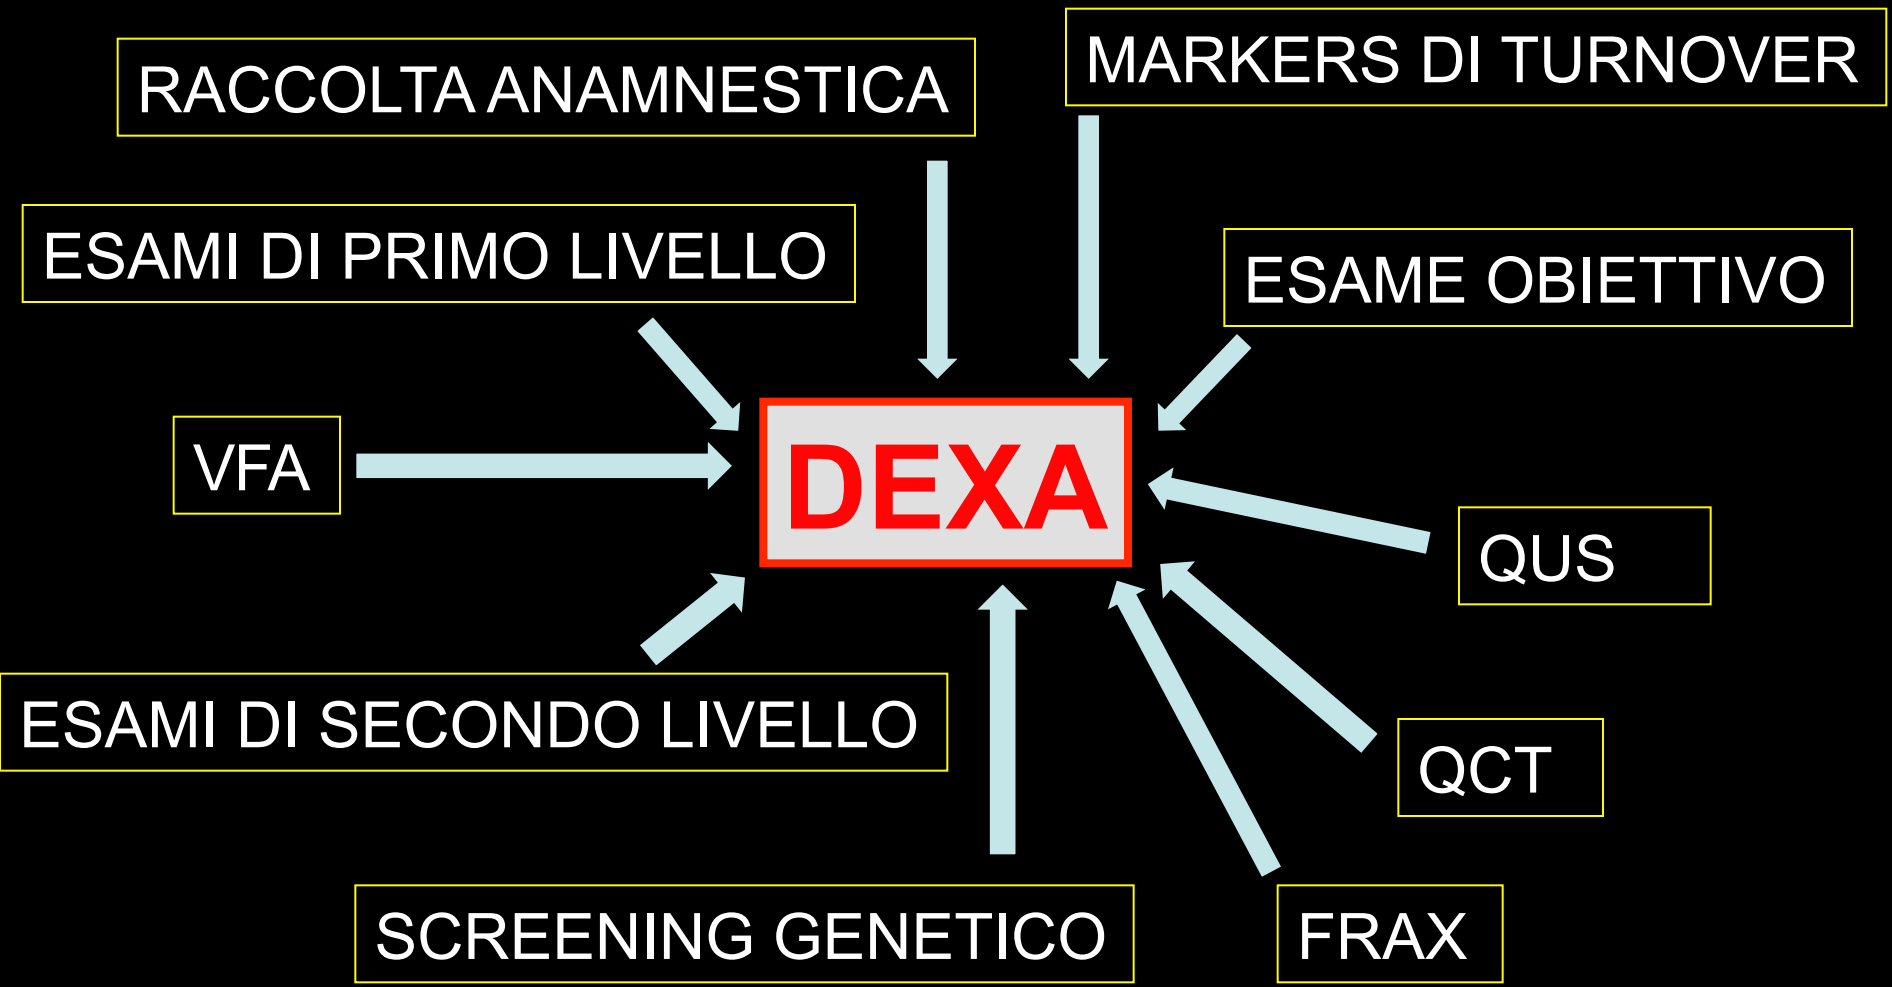 MARKERS DI TURNOVER
RACCOLTA ANAMNESTICA
ESAMI DI PRIMO LIVELLO
ESAME OBIETTIVO
VFA
DEXA
QUS
ESAMI DI SECONDO LIVELLO
QCT
SCREENING GENETICO
FRAX